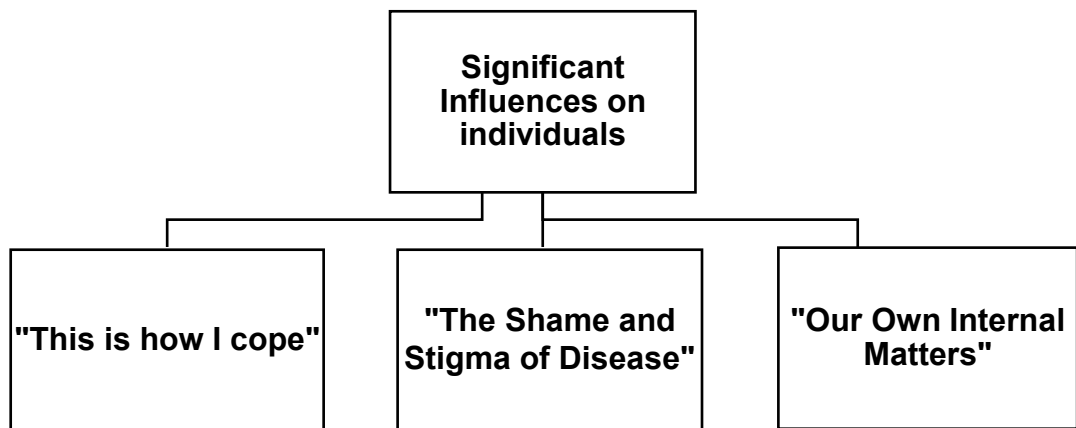 Significant
Influences on
individuals
"This is how I cope"
"The Shame and
Stigma of Disease"
"Our Own Internal
Matters"